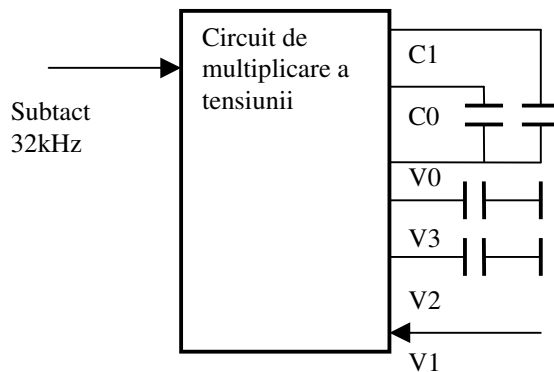 Circuit de
multiplicare a
tensiunii
Subtact
32kHz
C1
C0
V0
V3
V2
V1